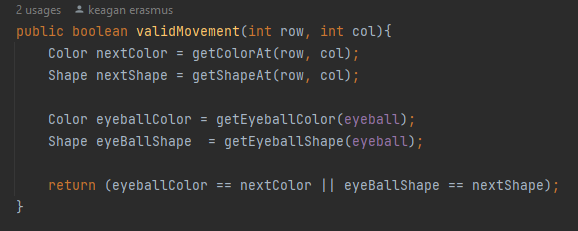 2 usages keagan erasmus
public boolean validMovement(int row, int col){
    Color nextColor = getColorAt(row, col);
    Shape nextShape = getShapeAt(row, col);

    Color eyeballColor = getEyeballColor(eyeball);
    Shape eyeBallShape  = getEyeballShape(eyeball);

    return (eyeballColor == nextColor || eyeBallShape == nextShape);
}